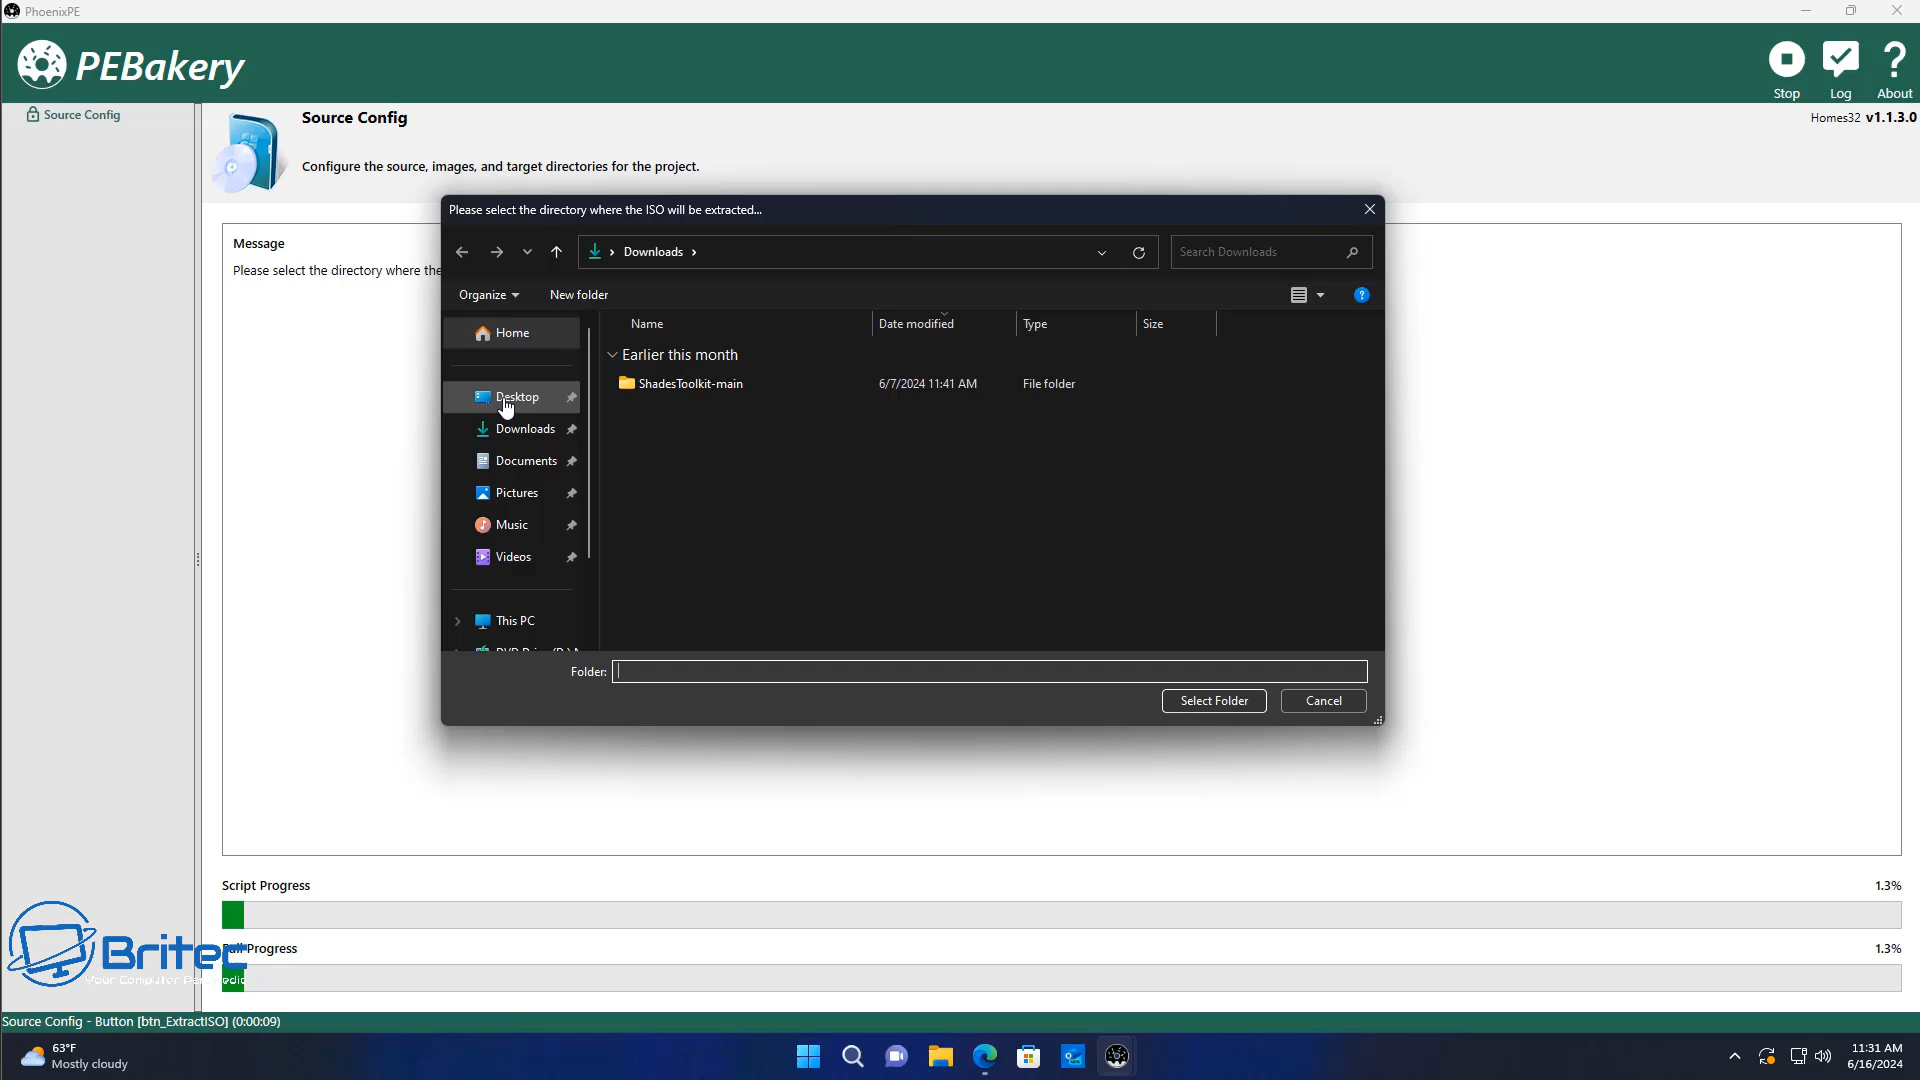 PhoenixPE
PEBakery
Stop
Log
About
Source Config
Source Config
Homes32 v1.1.3.0
Configure the source, images, and target directories for the project.
Message
Please select the directory where the
Please select the directory where the ISO will be extracted...
Downloads
Search Downloads
Organize
New folder
Name
Date modified
Type
Size
Home
Earlier this month
ShadesToolkit-main
6/7/2024 11:41 AM
File folder
Desktop
Downloads
Documents
Pictures
Music
Videos
This PC
Folder:
Select Folder
Cancel
Script Progress
1.3%
Full Progress
1.3%
Britec
Your Computer Paramedic
Source Config - Button [btn_ExtractISO] (0:00:09)
63°F
Mostly cloudy
11:31 AM
6/16/2024